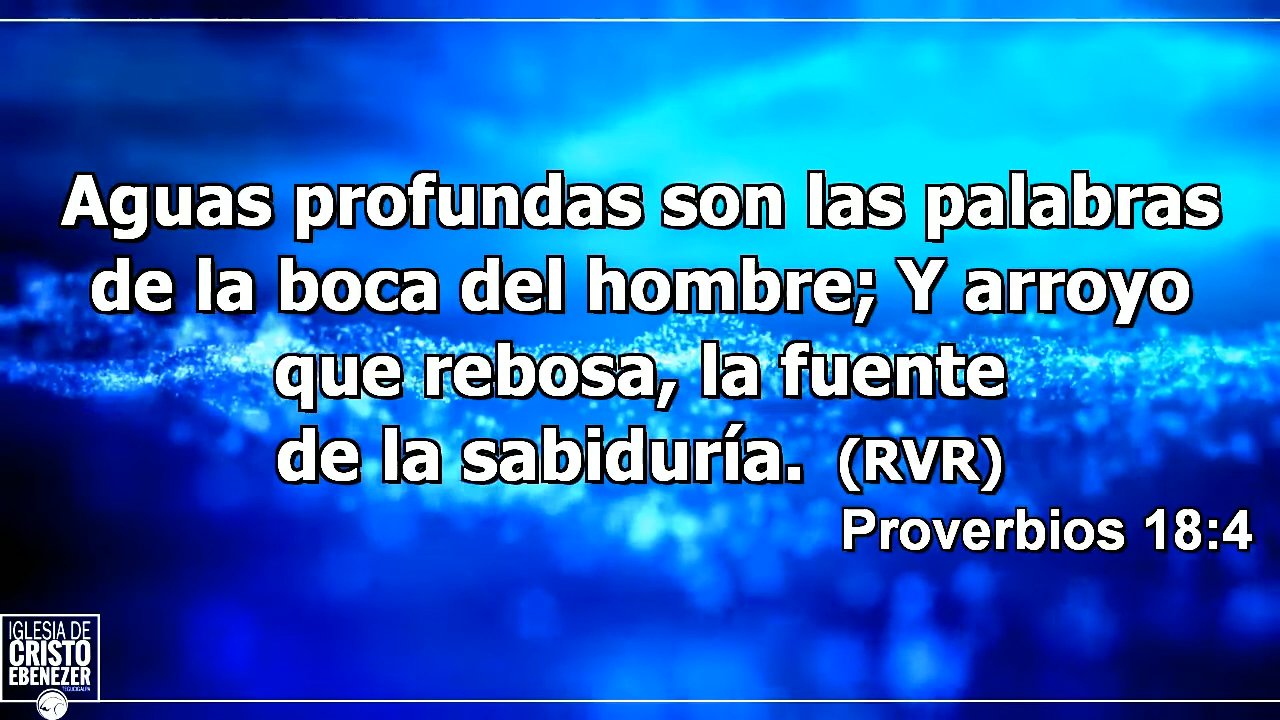 Aguas profundas son las palabras
de la boca del hombre; Y arroyo
que rebosa, la fuente
de la sabiduría. (RVR)
Proverbios 18:4
IGLESIA DE
CRISTO
EBENEZER
TEGUCIGALPA